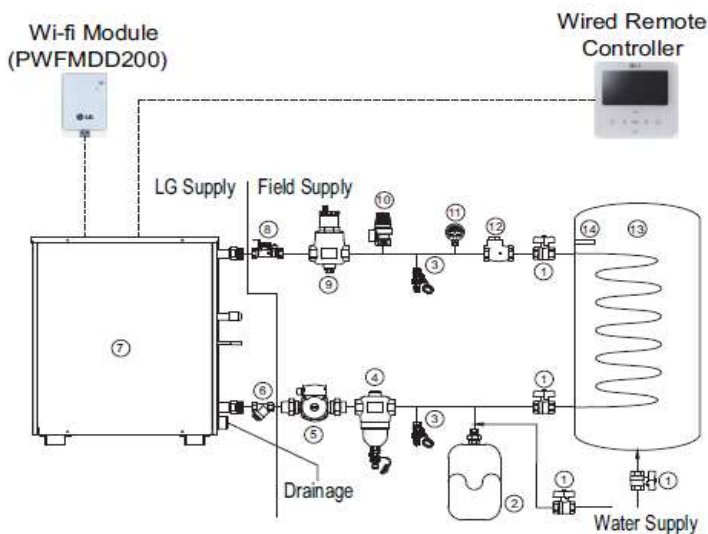 Wi-fi Module
(PWFMDD200)
Wired Remote
Controller
LG
LG Supply
Field Supply
10
11
12
8
14
13
3
1
9
7
4
1
6
3
5
2
1
1
Drainage
Water Supply